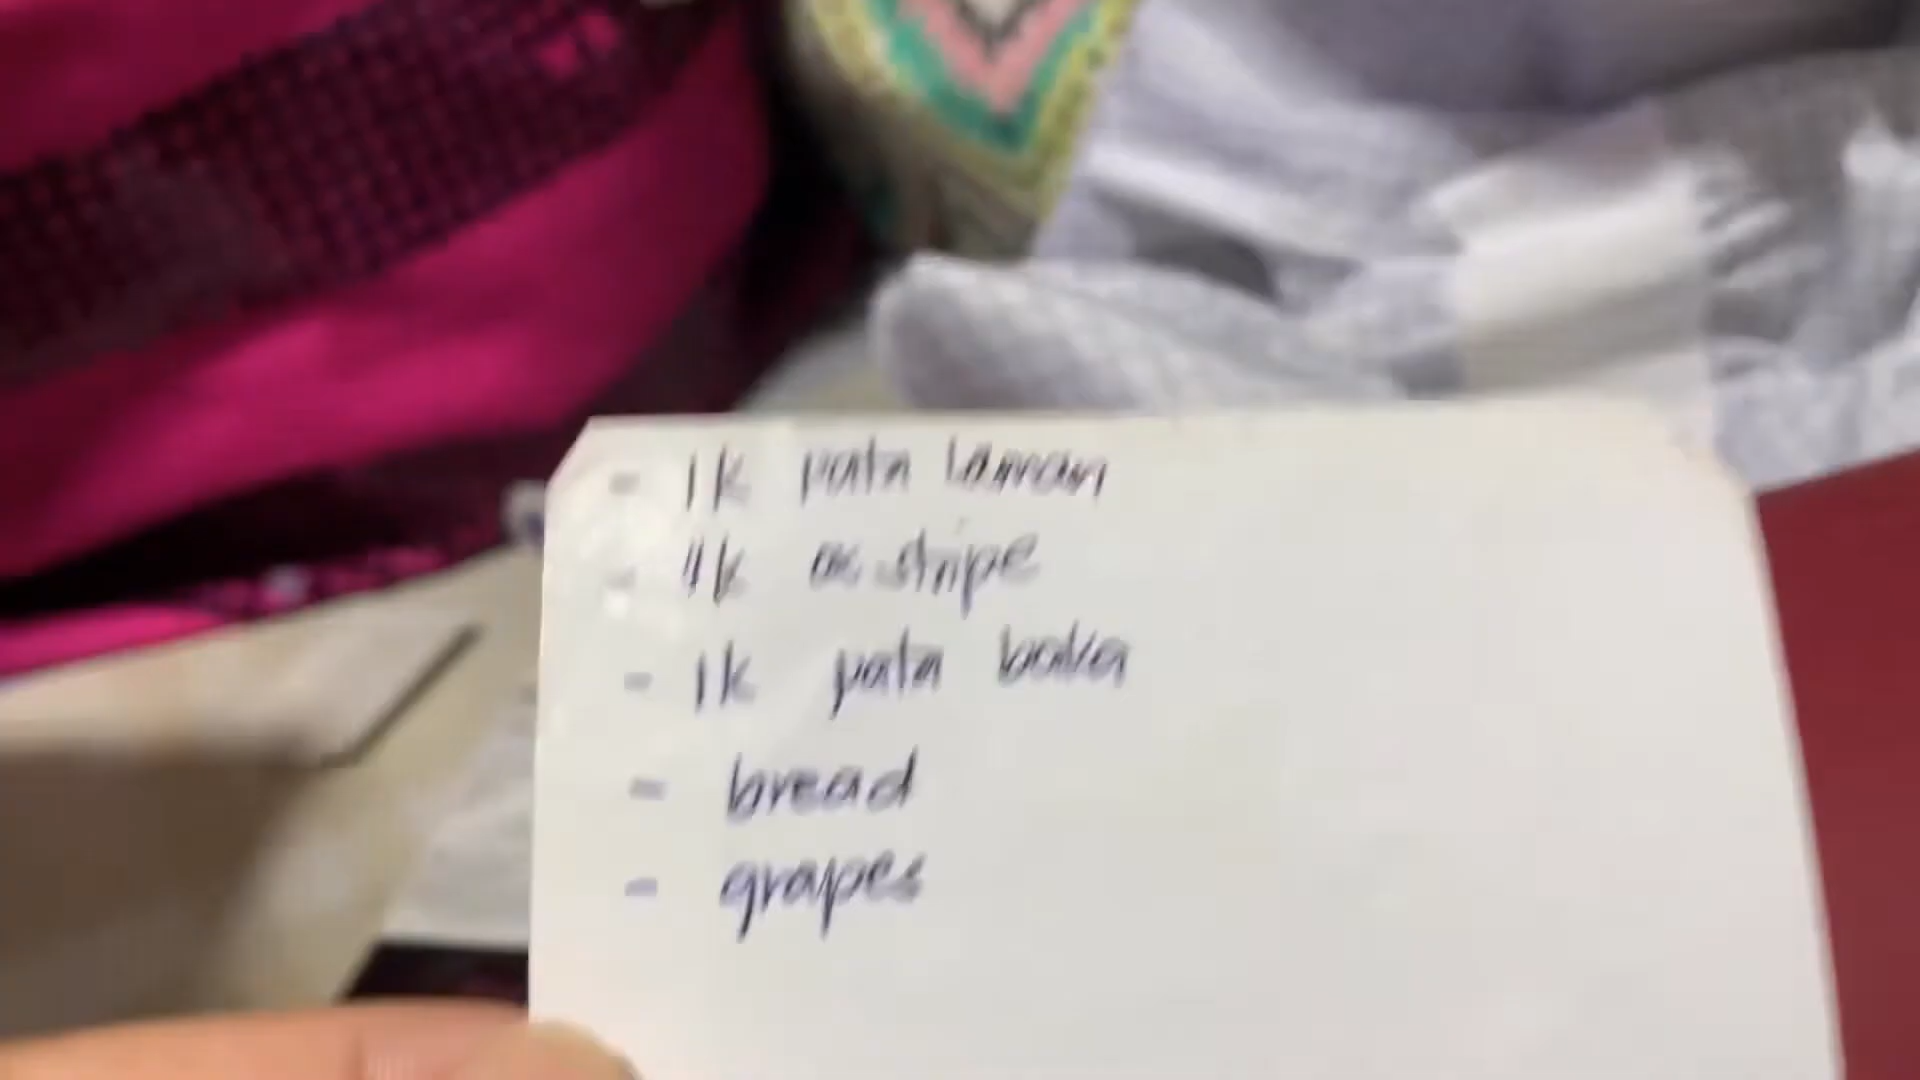 - 1k pata laman
- 1k ox stripe
- 1k pata baka
- bread
- grapes